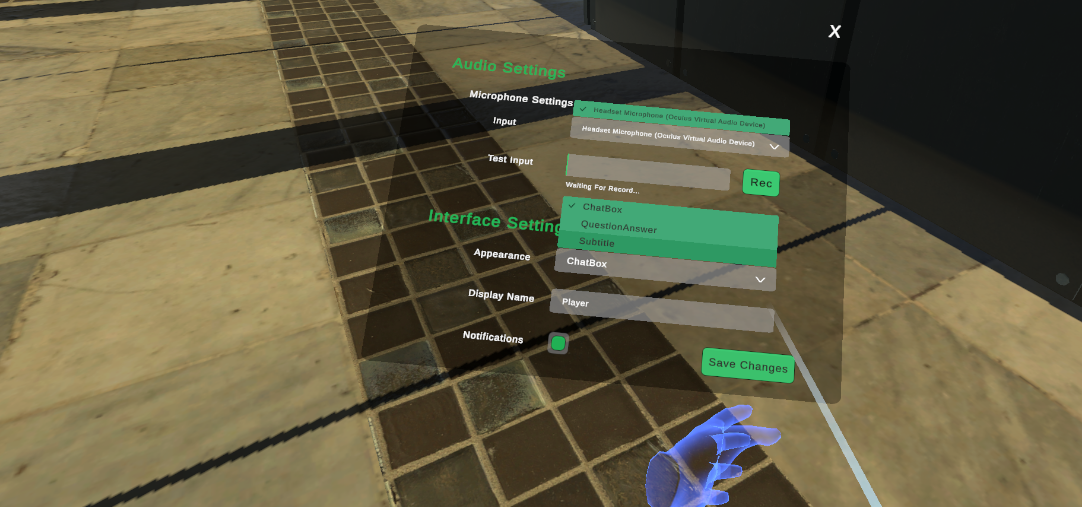 X
Audio Settings
Microphone Settings
Headset Microphone (Oculus Virtual Audio Device)
Input
Headset Microphone (Oculux Virtual Audio Device)
Test Input
Rec
Waiting For Record...
ChatBox
Interface Setting
QuestionAnswer
Subtitle
Appearance
ChatBox
Display Name
Player
Notifications
Save Changes